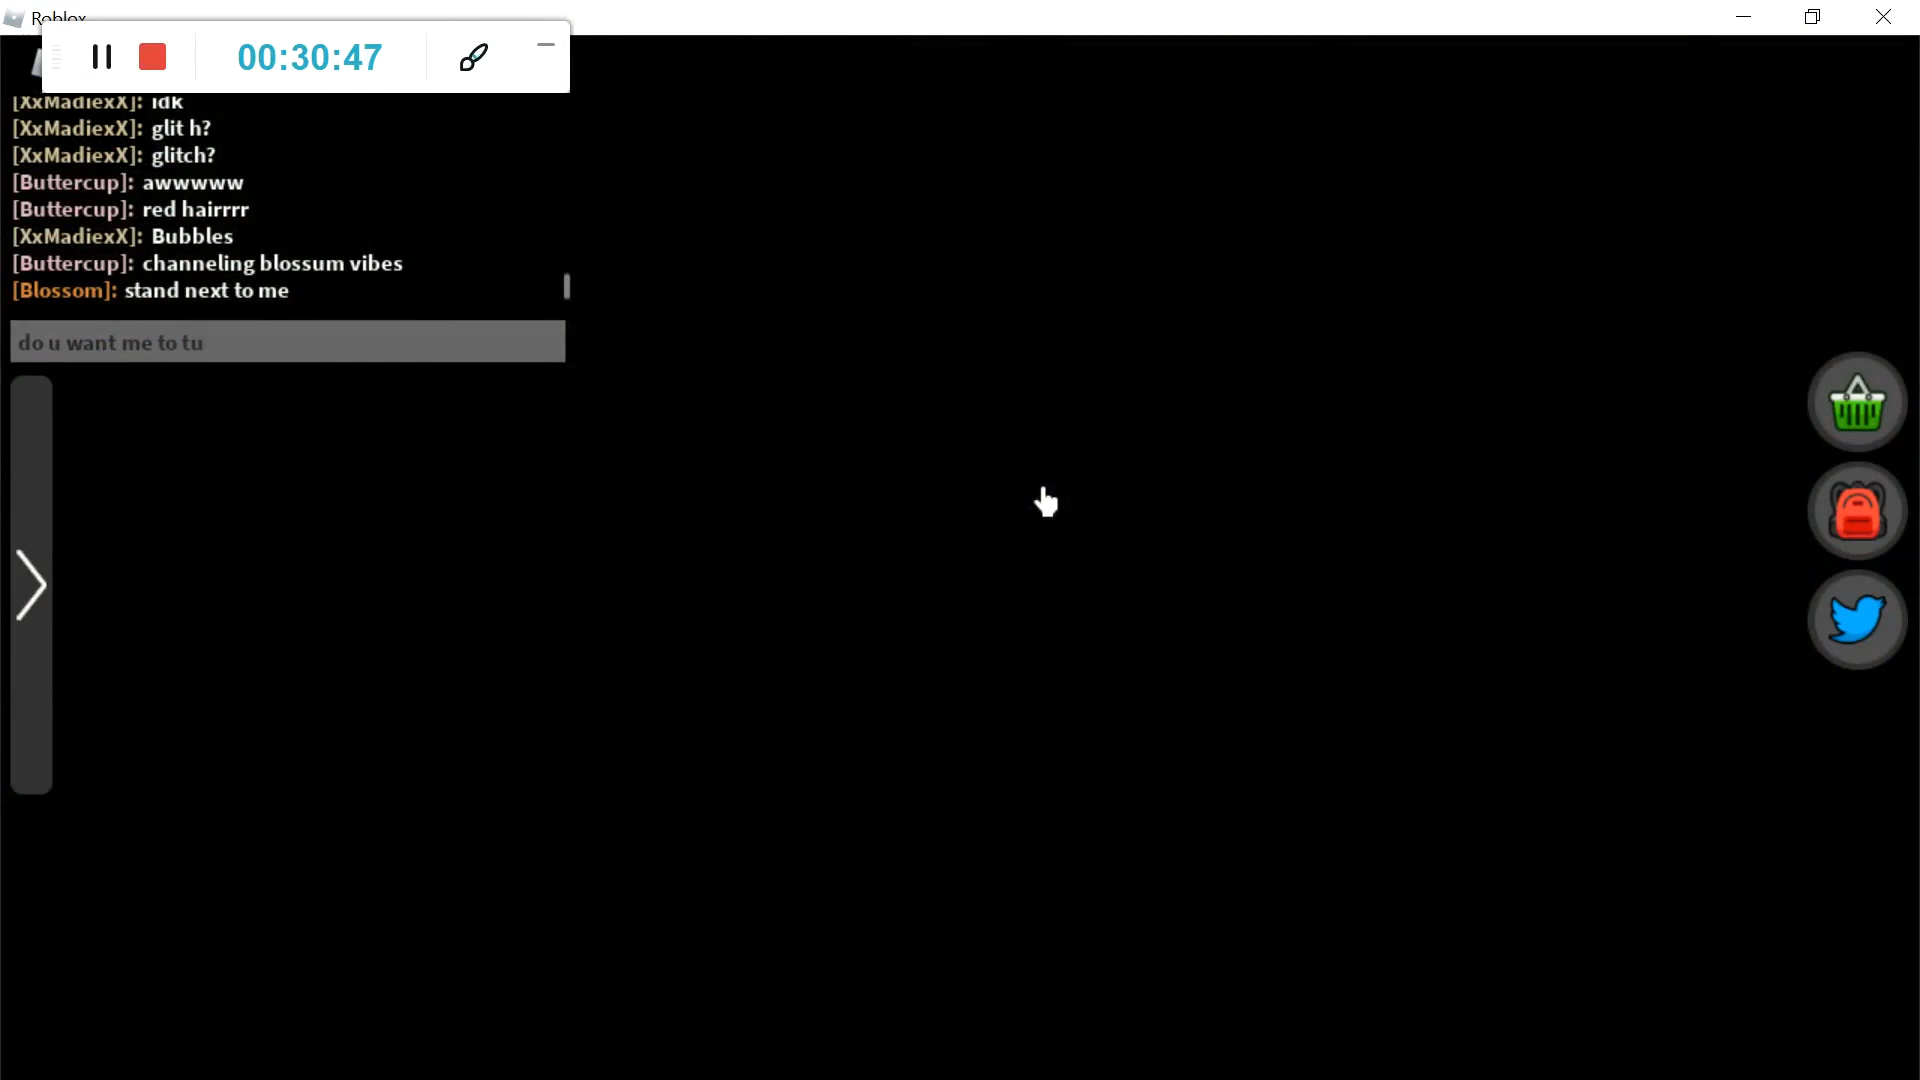 Roblox
00:30:47
[XxMadiexX]: idk
[XxMadiexX]: glit h?
[XxMadiexX]: glitch?
[Buttercup]: awwwww
[Buttercup]: red hairrrr
[XxMadiexX]: Bubbles
[Buttercup]: channeling blossum vibes
[Blossom]: stand next to me
do u want me to tu